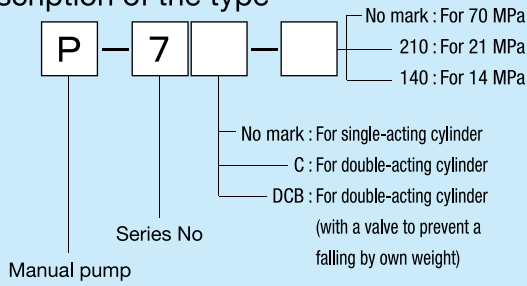 scription of the type
P - 7 -
No mark : For 70 MPa
210 : For 21 MPa
140 : For 14 MPa
No mark : For single-acting cylinder
C : For double-acting cylinder
DCB : For double-acting cylinder
(with a valve to prevent a
falling by own weight)
Series No
Manual pump